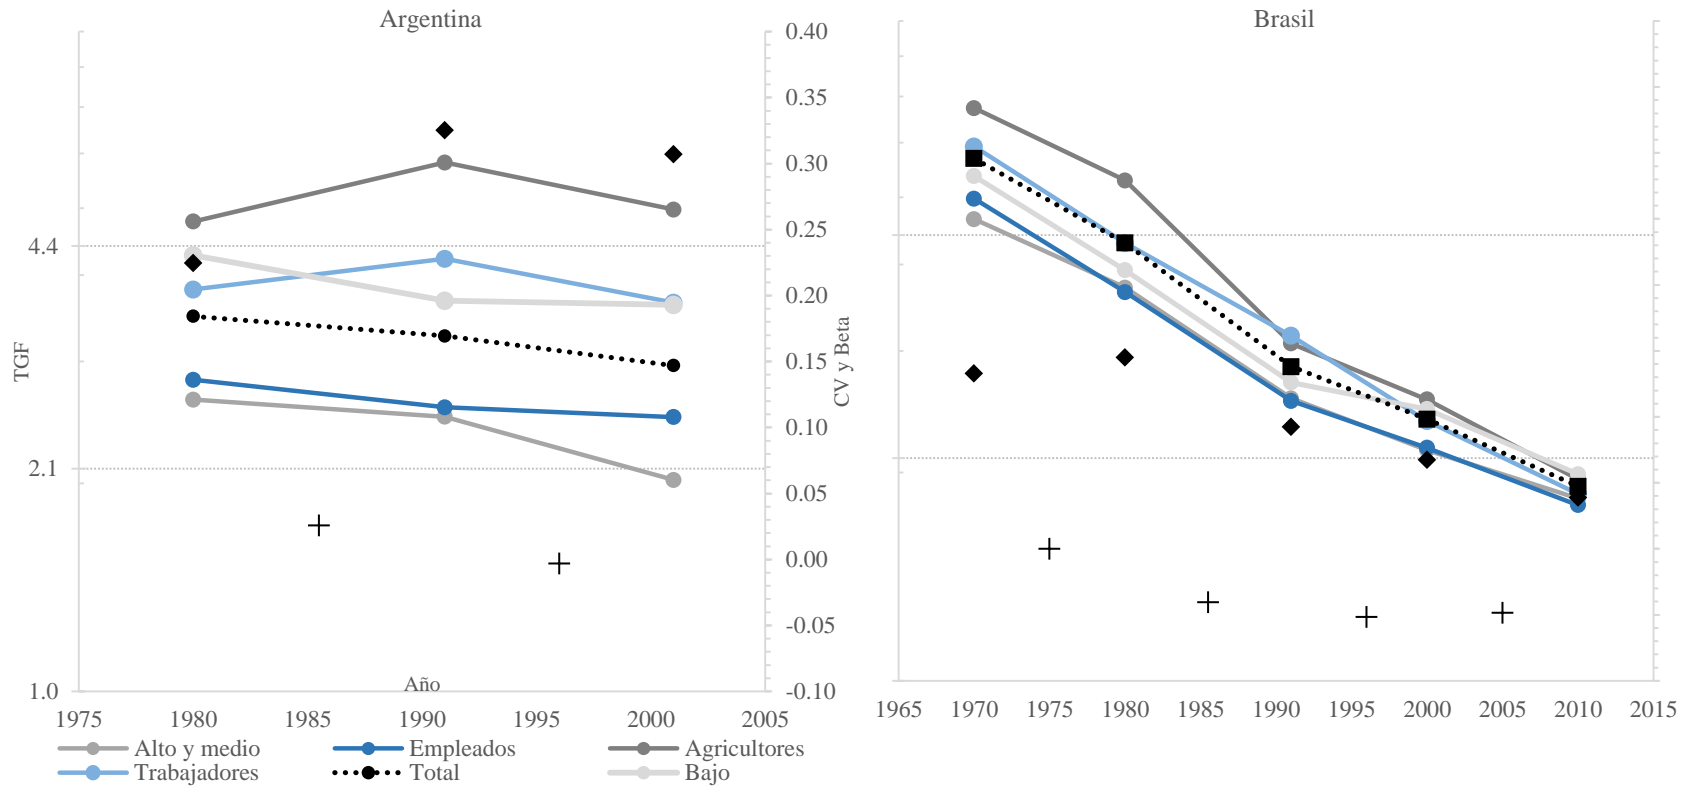 Argentina
Brasil
0.40
0.35
0.30
0.25
4.4
0.20
TGF
CV y Beta
0.15
0.10
2.1
0.05
0.00
-0.05
1.0
Año
-0.10
1975 1980 1985 1990 1995 2000 2005
1965 1970 1975 1980 1985 1990 1995 2000 2005 2010 2015
Alto y medio Empleados Agricultores
Trabajadores Total Bajo